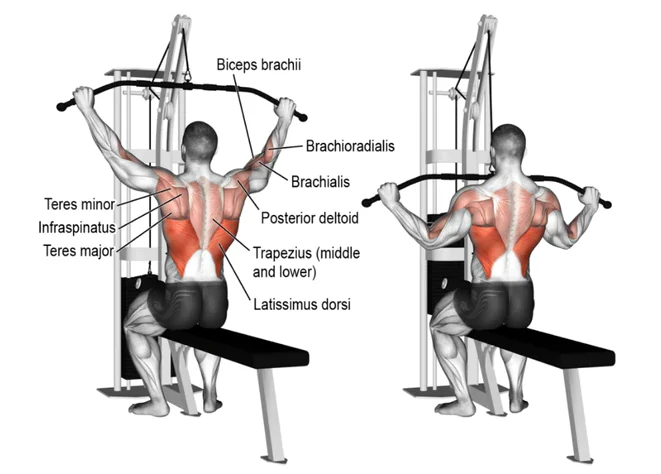 Biceps brachii
Brachioradialis
Brachialis
Teres minor
Posterior deltoid
Infraspinatus
Teres major
Trapezius (middle
and lower)
Latissimus dorsi